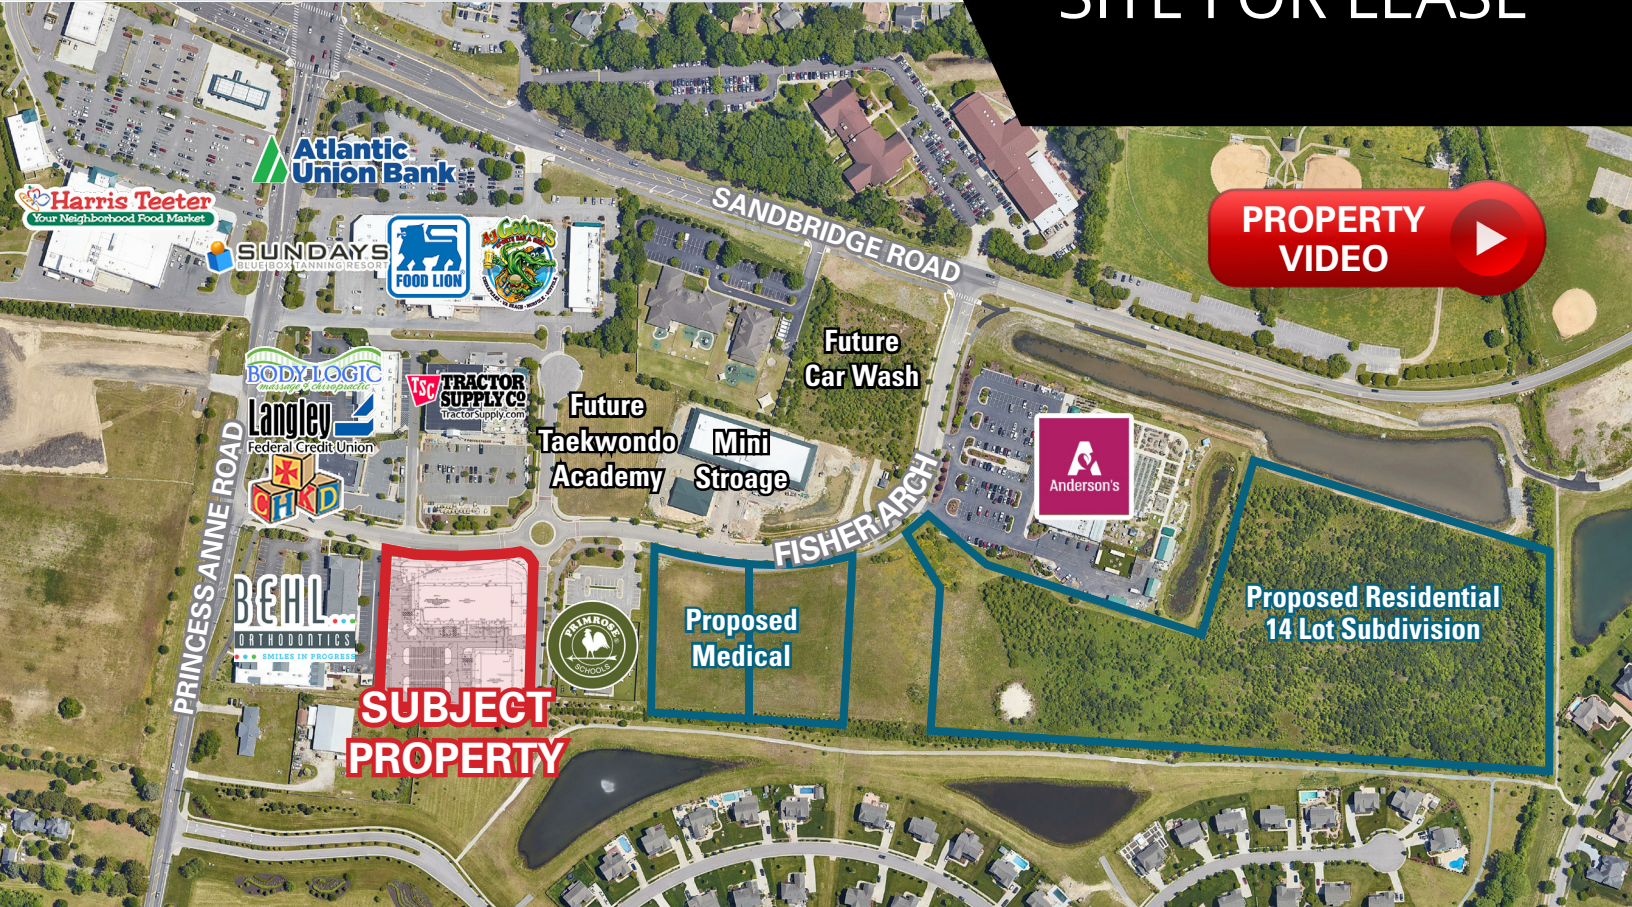 SITE FOR LEASE
Atlantic
Union Bank
Harris Teeter
Your Neighborhood Food Market
SUNDAYS
BLUE BOX TANNING RESORT
FOOD LION
AJ Gator's
SANDBRIDGE ROAD
PROPERTY
VIDEO
BODY LOGIC
massage & chiropractic
Langley
Federal Credit Union
CHKD
TSC
TRACTOR
SUPPLY CO
TractorSupply.com
Future
Taekwondo
Academy
Mini
Stroage
Future
Car Wash
Anderson's
FISHER ARCH
PRINCESS ANNE ROAD
BEHL
ORTHODONTICS
SMILES IN PROGRESS
PRIMROSE
SCHOOLS
Proposed
Medical
Proposed Residential
14 Lot Subdivision
SUBJECT
PROPERTY